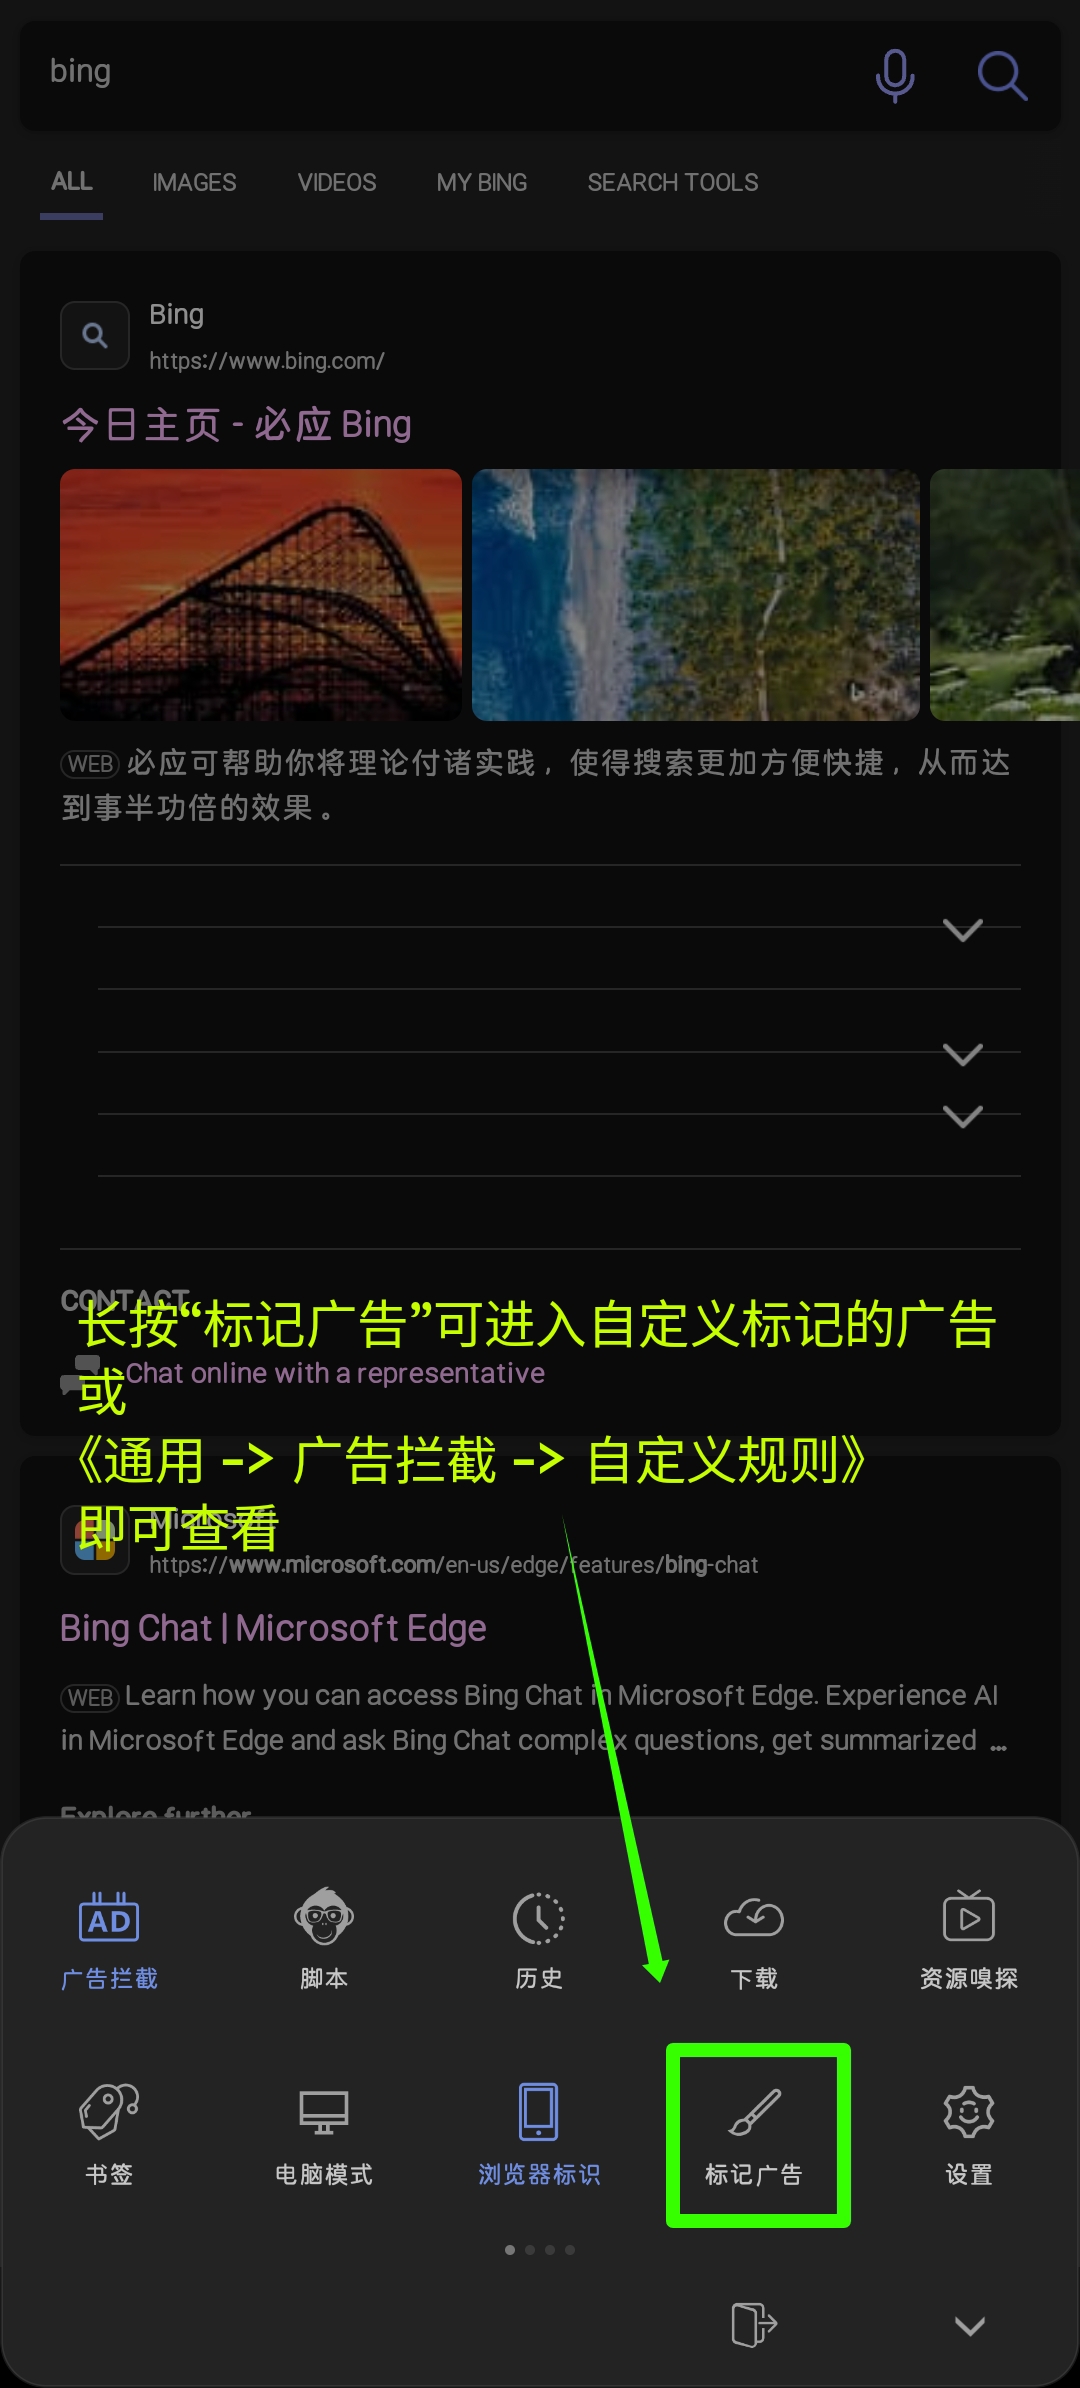 bing
ALL IMAGES VIDEOS MY BING SEARCH TOOLS
Bing
https://www.bing.com/
今日主页 - 必应 Bing
WEB 必应可帮助你将理论付诸实践，使得搜索更加方便快捷，从而达
到事半功倍的效果。
CONTACT
长按“标记广告”可进入自定义标记的广告
或
Chat online with a representative
《通用 -> 广告拦截 -> 自定义规则》
即可查看
Microsoft
https://www.microsoft.com/en-us/edge/features/bing-chat
Bing Chat | Microsoft Edge
WEB Learn how you can access Bing Chat in Microsoft Edge. Experience AI
in Microsoft Edge and ask Bing Chat complex questions, get summarized ...
Explore further
AD
广告拦截 脚本 历史 下载 资源嗅探
书签 电脑模式 浏览器标识 标记广告 设置